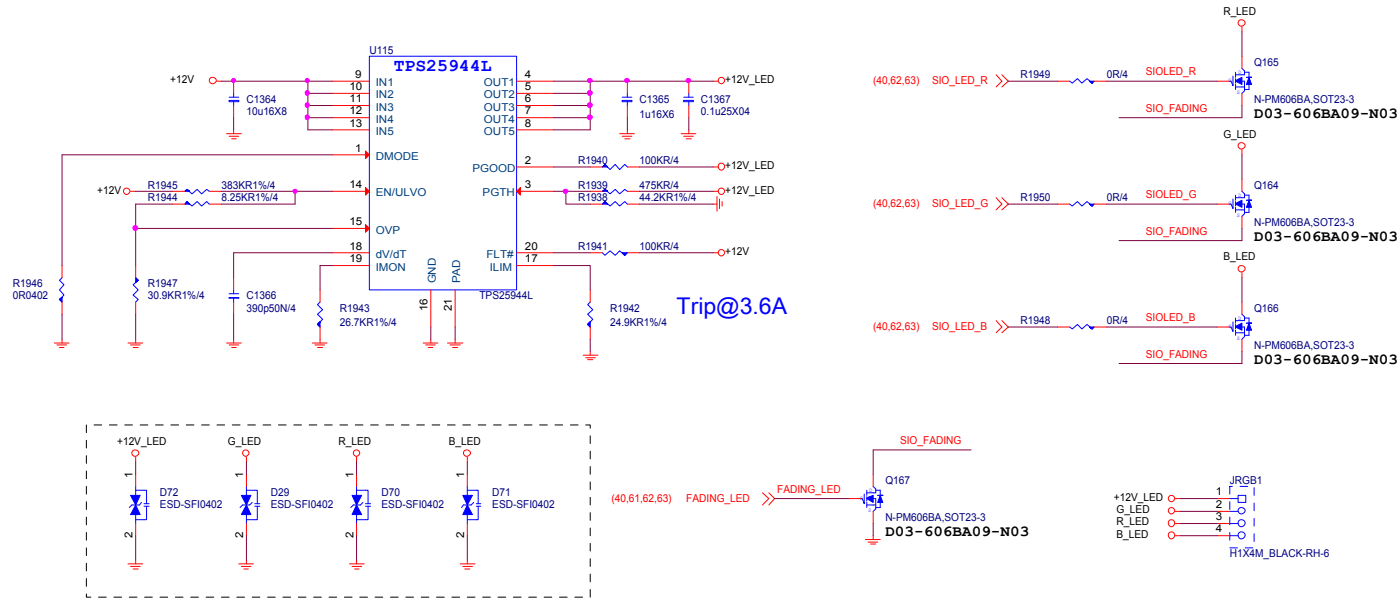 U115
TPS25944L
+12V
C1364
10u16X8
9
10
11
12
13
IN1
IN2
IN3
IN4
IN5
1
DMODE
+12V
R1945
383KR1%/4
R1944
8.25KR1%/4
14
EN/ULVO
15
OVP
18
dV/dT
19
IMON
GND
16
PAD
21
TPS25944L
OUT1
OUT2
OUT3
OUT4
OUT5
4
5
6
7
8
+12V_LED
C1365
1u16X6
C1367
0.1u25X04
PGOOD
2
R1940
100KR/4
+12V_LED
PGTH
3
R1939
475KR/4
+12V_LED
R1938
44.2KR1%/4
FLT#
20
R1941
100KR/4
+12V
ILIM
17
R1946
0R0402
R1947
30.9KR1%/4
C1366
390p50N/4
R1943
26.7KR1%/4
R1942
24.9KR1%/4
Trip@3.6A
R_LED
(40,62,63)
SIO_LED_R
R1949
0R/4
SIOLED_R
SIO_FADING
Q165
N-PM606BA,SOT23-3
D03-606BA09-N03
G_LED
(40,62,63)
SIO_LED_G
R1950
0R/4
SIOLED_G
SIO_FADING
Q164
N-PM606BA,SOT23-3
D03-606BA09-N03
B_LED
(40,62,63)
SIO_LED_B
R1948
0R/4
SIOLED_B
SIO_FADING
Q166
N-PM606BA,SOT23-3
D03-606BA09-N03
+12V_LED
1
D72
ESD-SFI0402
2
G_LED
1
D29
ESD-SFI0402
2
R_LED
1
D70
ESD-SFI0402
2
B_LED
1
D71
ESD-SFI0402
2
SIO_FADING
(40,61,62,63)
FADING_LED
FADING_LED
Q167
N-PM606BA,SOT23-3
D03-606BA09-N03
JRGB1
+12V_LED
1
G_LED
2
R_LED
3
B_LED
4
H1X4M_BLACK-RH-6